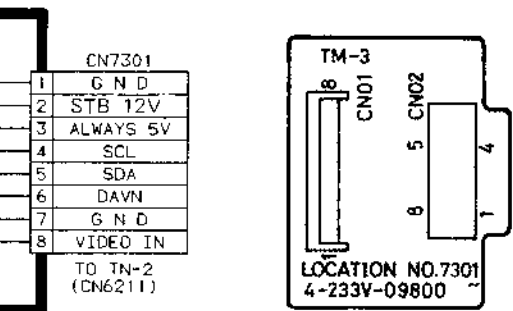 CN7301
1 G N D
2 STB 12V
3 ALWAYS 5V
4 SCL
5 SDA
6 DAVN
7 G N D
8 VIDEO IN
TO TN-2
(CN6211)
TM-3
8
CN01
CN02
5
4
8
1
1
LOCATION NO.7301
4-233V-09800